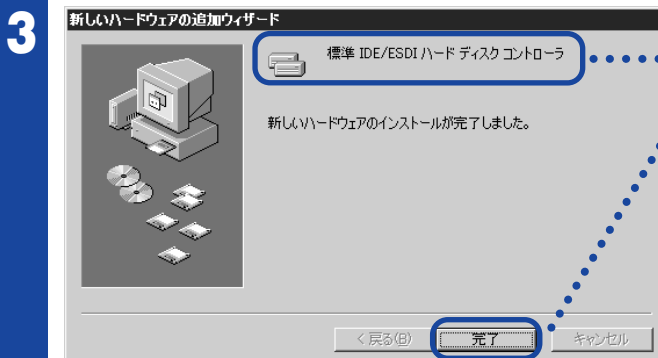 3
新しいハードウェアの追加ウィザード
標準 IDE/ESDI ハード ディスク コントローラ
新しいハードウェアのインストールが完了しました。
< 戻る(B)
完了
キャンセル